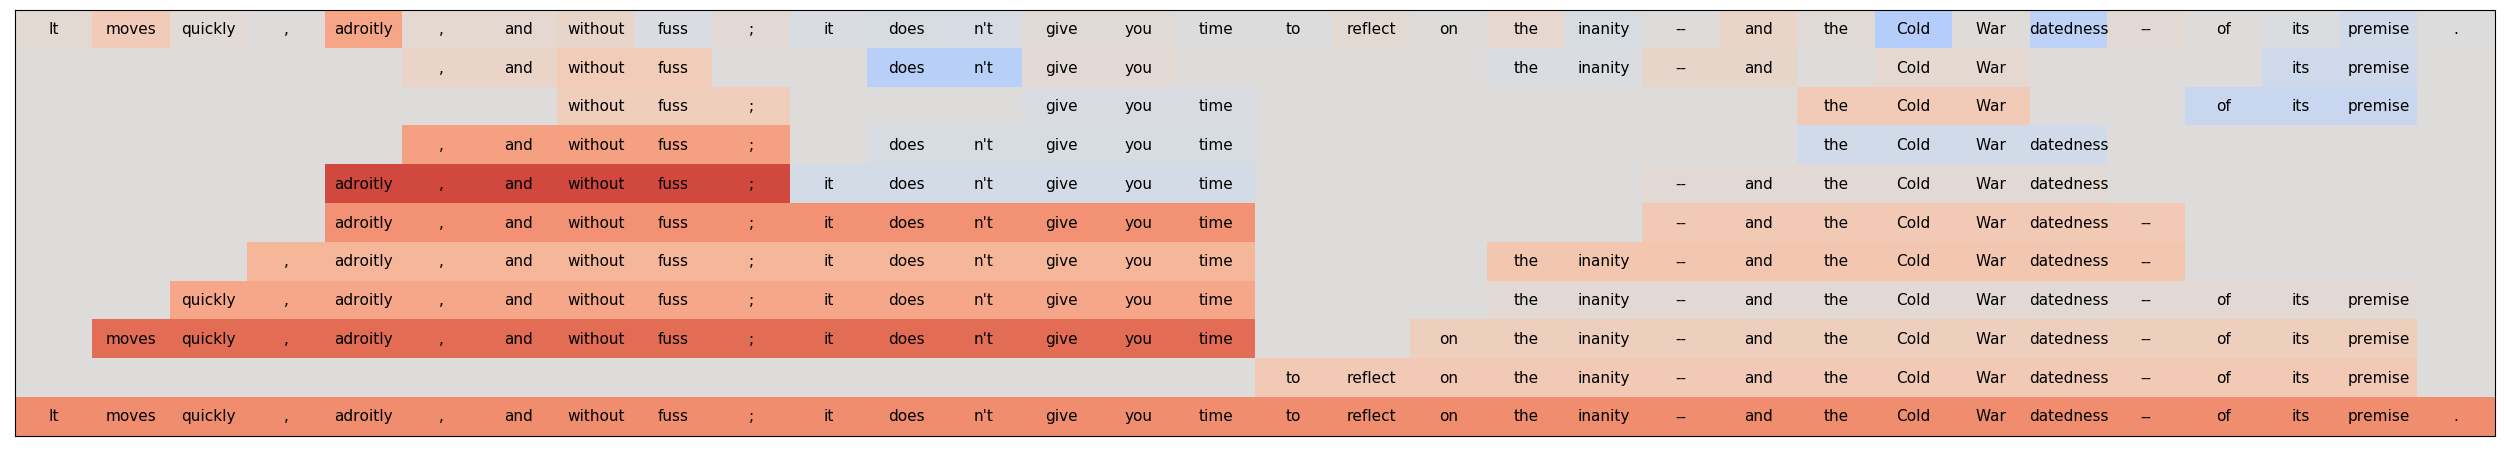 It moves quickly , adroitly , and without fuss ; it does n't give you time to reflect on the inanity -- and the Cold War datedness -- of its premise .
, and without fuss does n't give you the inanity -- and Cold War its premise
without fuss ; give you time the Cold War of its premise
, and without fuss ; does n't give you time the Cold War datedness
adroitly , and without fuss ; it does n't give you time -- and the Cold War datedness
adroitly , and without fuss ; it does n't give you time -- and the Cold War datedness --
, adroitly , and without fuss ; it does n't give you time the inanity -- and the Cold War datedness --
quickly , adroitly , and without fuss ; it does n't give you time the inanity -- and the Cold War datedness -- of its premise
moves quickly , adroitly , and without fuss ; it does n't give you time on the inanity -- and the Cold War datedness -- of its premise
to reflect on the inanity -- and the Cold War datedness -- of its premise
It moves quickly , adroitly , and without fuss ; it does n't give you time to reflect on the inanity -- and the Cold War datedness -- of its premise .